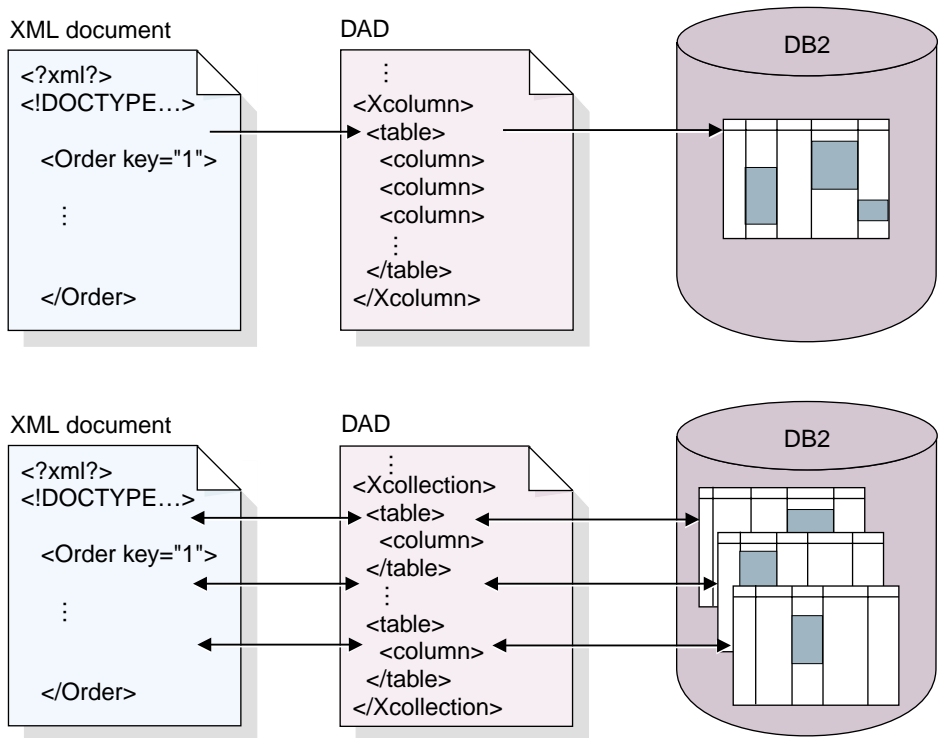 XML document
<?xml?>
<!DOCTYPE…>
<Order key="1">
⋮
</Order>
DAD
⋮
<Xcolumn>
<table>
<column>
<column>
<column>
⋮
</table>
</Xcolumn>
DB2
XML document
<?xml?>
<!DOCTYPE…>
<Order key="1">
⋮
</Order>
DAD
⋮
<Xcollection>
<table>
<column>
</table>
⋮
<table>
<column>
</table>
</Xcollection>
DB2